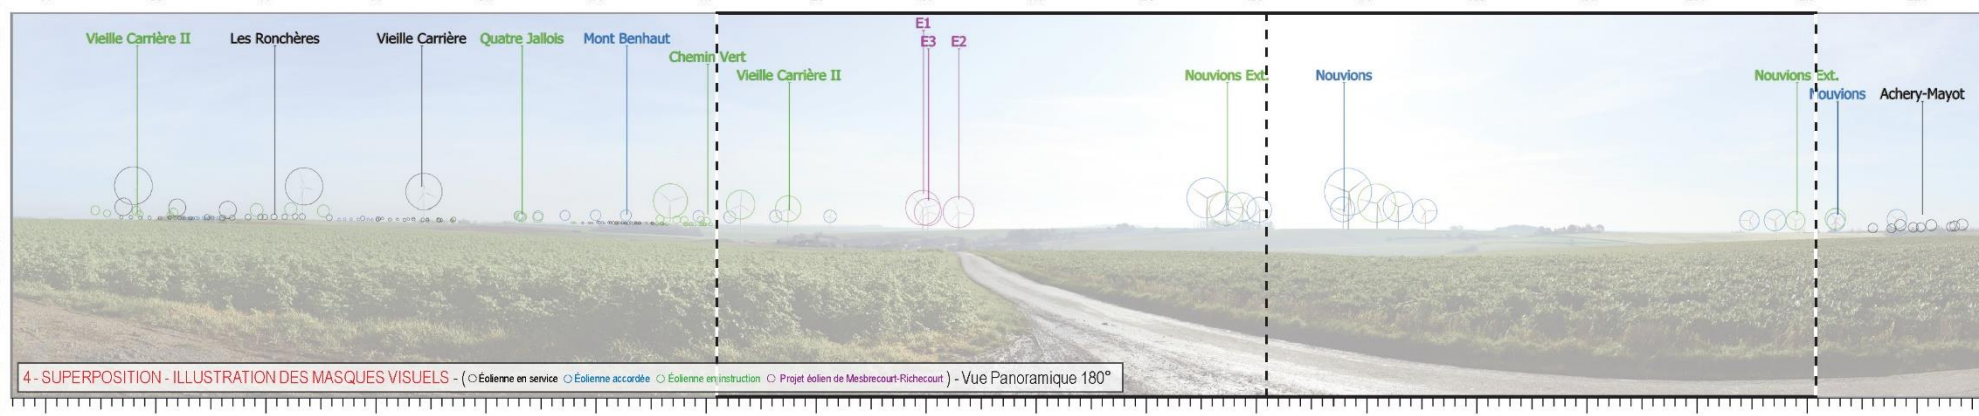 E1
Vieille Carrière II Les Ronchères Vieille Carrière Quatre Jallois Mont Benhaut E3 E2
Chemin Vert
Vieille Carrière II Nouvions Ext. Nouvions Nouvions Ext.
Nouvions Achery-Mayot
4 - SUPERPOSITION - ILLUSTRATION DES MASQUES VISUELS - ( Éolienne en service Éolienne accordée Éolienne en instruction Projet éolien de Mesbrecourt-Richecourt ) - Vue Panoramique 180°